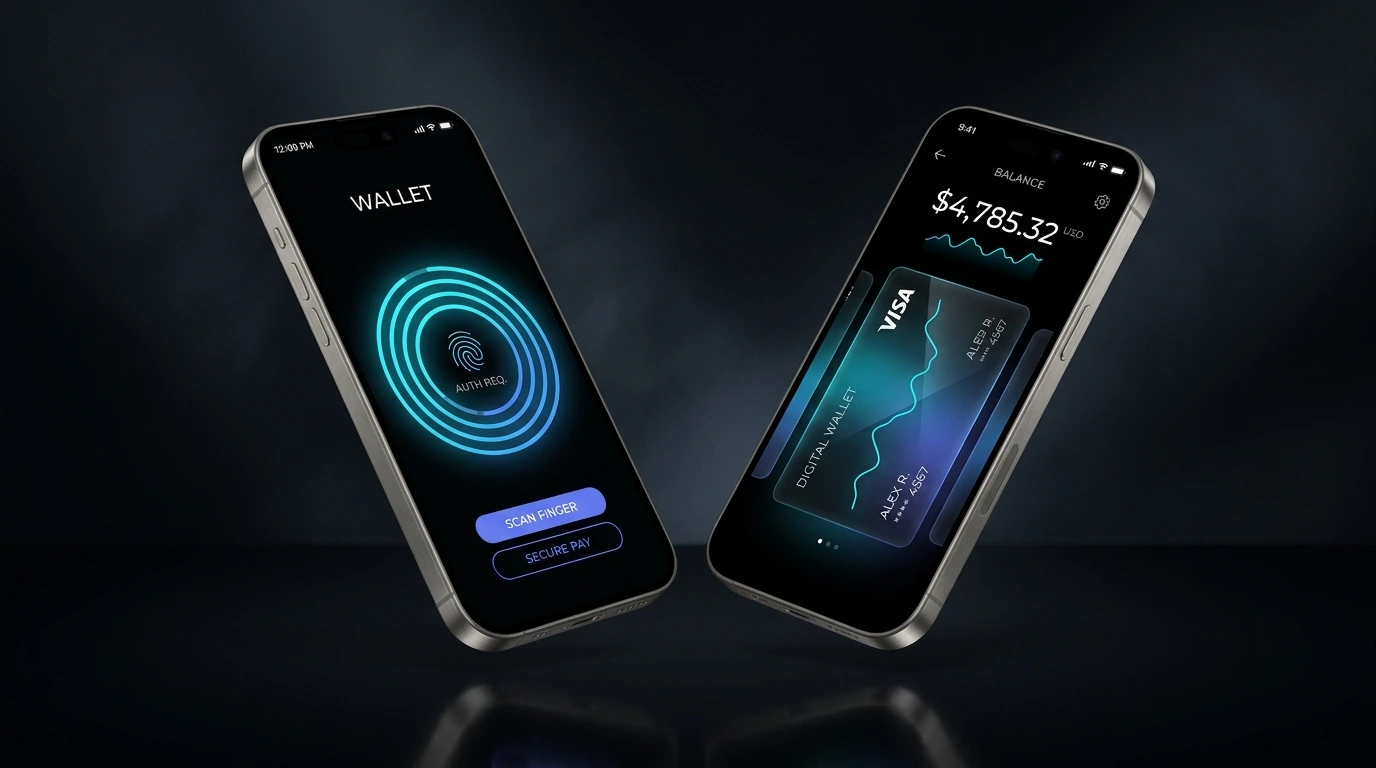 12:00 PM
WALLET
AUTH REQ.
SCAN FINGER
SECURE PAY
9:41
BALANCE
$4,785.32 USD
VISA
ALEX R.
4567
DIGITAL WALLET
ALEX R.
4567